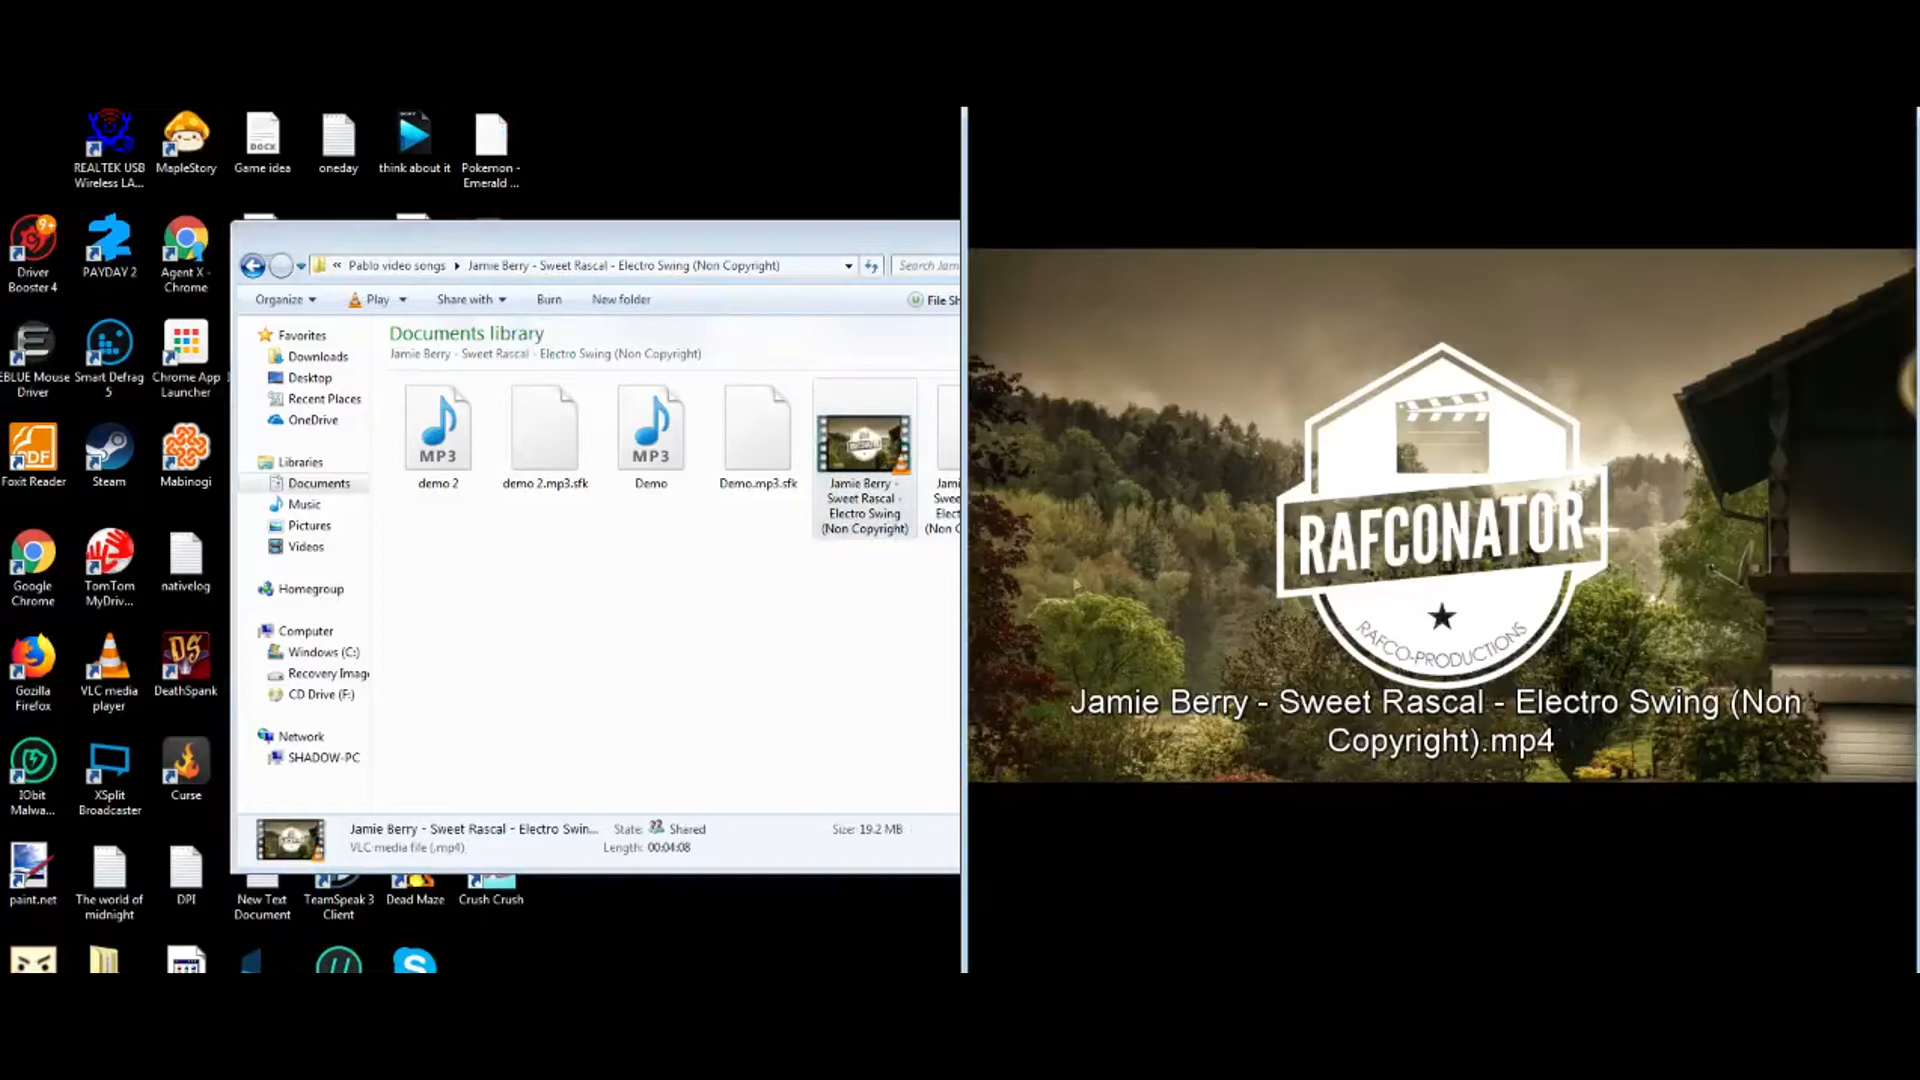 REALTEK USB
Wireless LA...
MapleStory
DOCX
Game idea
oneday
SONY
think about it
Pokemon -
Emerald ...
9+
Driver
Booster 4
PAYDAY 2
Agent X -
Chrome
EBLUE Mouse
Driver
Smart Defrag
5
Chrome App
Launcher
Foxit Reader
Steam
Mabinogi
Google
Chrome
TomTom
MyDriv...
nativelog
Gozilla
Firefox
VLC media
player
DS
DeathSpank
IObit
Malwa...
XSplit
Broadcaster
Curse
paint.net
The world of
midnight
DPI
New Text
Document
TeamSpeak 3
Client
Dead Maze
Crush Crush
« Pablo video songs Jamie Berry - Sweet Rascal - Electro Swing (Non Copyright)
Search Jam
Organize
Play
Share with
Burn
New folder
File Sh
Favorites
Downloads
Desktop
Recent Places
OneDrive
Libraries
Documents
Music
Pictures
Videos
Homegroup
Computer
Windows (C:)
Recovery Imag
CD Drive (F:)
Network
SHADOW-PC
Documents library
Jamie Berry - Sweet Rascal - Electro Swing (Non Copyright)
MP3
demo 2
demo 2.mp3.sfk
MP3
Demo
Demo.mp3.sfk
Jamie Berry -
Sweet Rascal -
Electro Swing
(Non Copyright)
Jami
Swee
Elect
(Non C
Jamie Berry - Sweet Rascal - Electro Swin...
VLC media file (.mp4)
State: Shared
Length: 00:04:08
Size: 19.2 MB
RAFCONATOR
RAFCO-PRODUCTIONS
Jamie Berry - Sweet Rascal - Electro Swing (Non
Copyright).mp4